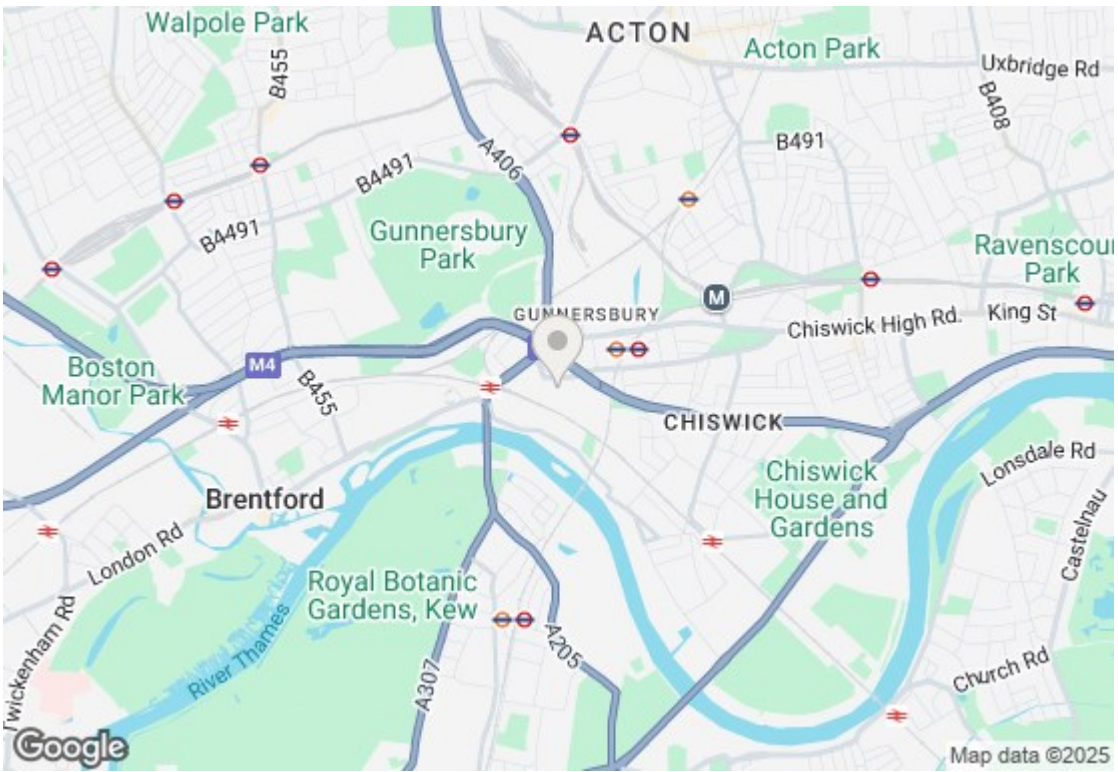 Walpole Park
ACTON
Acton Park
Uxbridge Rd
B455
A406
B408
B491
B4491
B4491
Gunnersbury
Park
Ravenscour
Park
M
GUNNERSBURY
Chiswick High Rd.
King St
Boston
Manor Park
M4
B455
CHISWICK
Lonsdale Rd
Chiswick
House and
Gardens
Brentford
Castelnau
London Rd
Royal Botanic
Gardens, Kew
River Thames
Twickenham Rd
A307
A205
Church Rd
Google
Map data ©2025